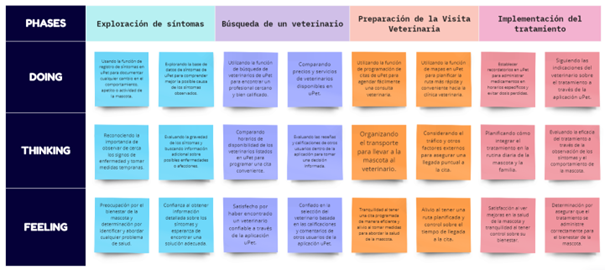 PHASES
Exploración de síntomas
Búsqueda de un veterinario
Preparación de la Visita
Veterinaria
Implementación del
tratamiento
DOING
Usando la función de
registro de síntomas en
uPet para documentar
cualquier cambio en el
comportamiento,
apetito o actividad de
la mascota.
Explorando la base de
datos de síntomas de
uPet para comprender
mejor la posible causa
de los síntomas
observados.
Utilizando la función
de búsqueda de
veterinarios de uPet
para encontrar un
profesional cercano y
bien calificado.
Comparando
precios y servicios
de veterinarios
disponibles en
uPet.
Utilizando la función
de programación de
citas de uPet para
agendar fácilmente
una consulta
veterinaria.
Utilizando la función
de mapas en uPet
para planificar la
ruta más rápida y
conveniente hacia la
clínica veterinaria.
Establecer
recordatorios en uPet
para administrar
medicamentos en
horarios específicos y
evitar dosis perdidas.
Siguiendo las
indicaciones del
veterinario sobre el
tratamiento a través
de la aplicación uPet.
THINKING
Reconociendo la
importancia de
observar de cerca
los signos de
enfermedad y tomar
medidas tempranas.
Evaluando la gravedad
de los síntomas y
buscando información
adicional sobre
posibles enfermedades
o afecciones.
Comparando
horarios de
disponibilidad de los
veterinarios listados
en uPet para
programar una cita
conveniente.
Evaluando las reseñas
y calificaciones de otros
usuarios dentro de la
aplicación para tomar
una decisión
informada.
Organizando
el transporte
para llevar a la
mascota al
veterinario.
Considerando el
tráfico y otros
factores externos
para asegurar una
llegada puntual a la
cita.
Planificando cómo
integrar el
tratamiento en la
rutina diaria de la
mascota y la
familia.
Evaluando la eficacia
del tratamiento a
través de la
observación de los
síntomas y el
comportamiento de
la mascota.
FEELING
Preocupación por el
bienestar de la
mascota y
determinación por
identificar y abordar
cualquier problema
de salud.
Confianza al obtener
información
detallada sobre los
síntomas y
esperanza de
encontrar una
solución adecuada.
Satisfecho por
haber encontrado
un veterinario
confiable a través
de la aplicación
uPet.
Confiado en la
selección del
veterinario basada
en las calificaciones
y comentarios de
otros usuarios de la
aplicación uPet.
Tranquilidad al tener
una cita programada
de manera eficiente y
alivio al tomar medidas
para abordar la salud
de la mascota.
Alivio al tener una
ruta planificada y
control sobre el
tiempo de llegada
a la cita.
Satisfacción al ver
mejoras en la salud
de la mascota y
tranquilidad al tener
control sobre su
bienestar.
Determinación por
asegurar que el
tratamiento se
administre
correctamente para
el bienestar de la
mascota.